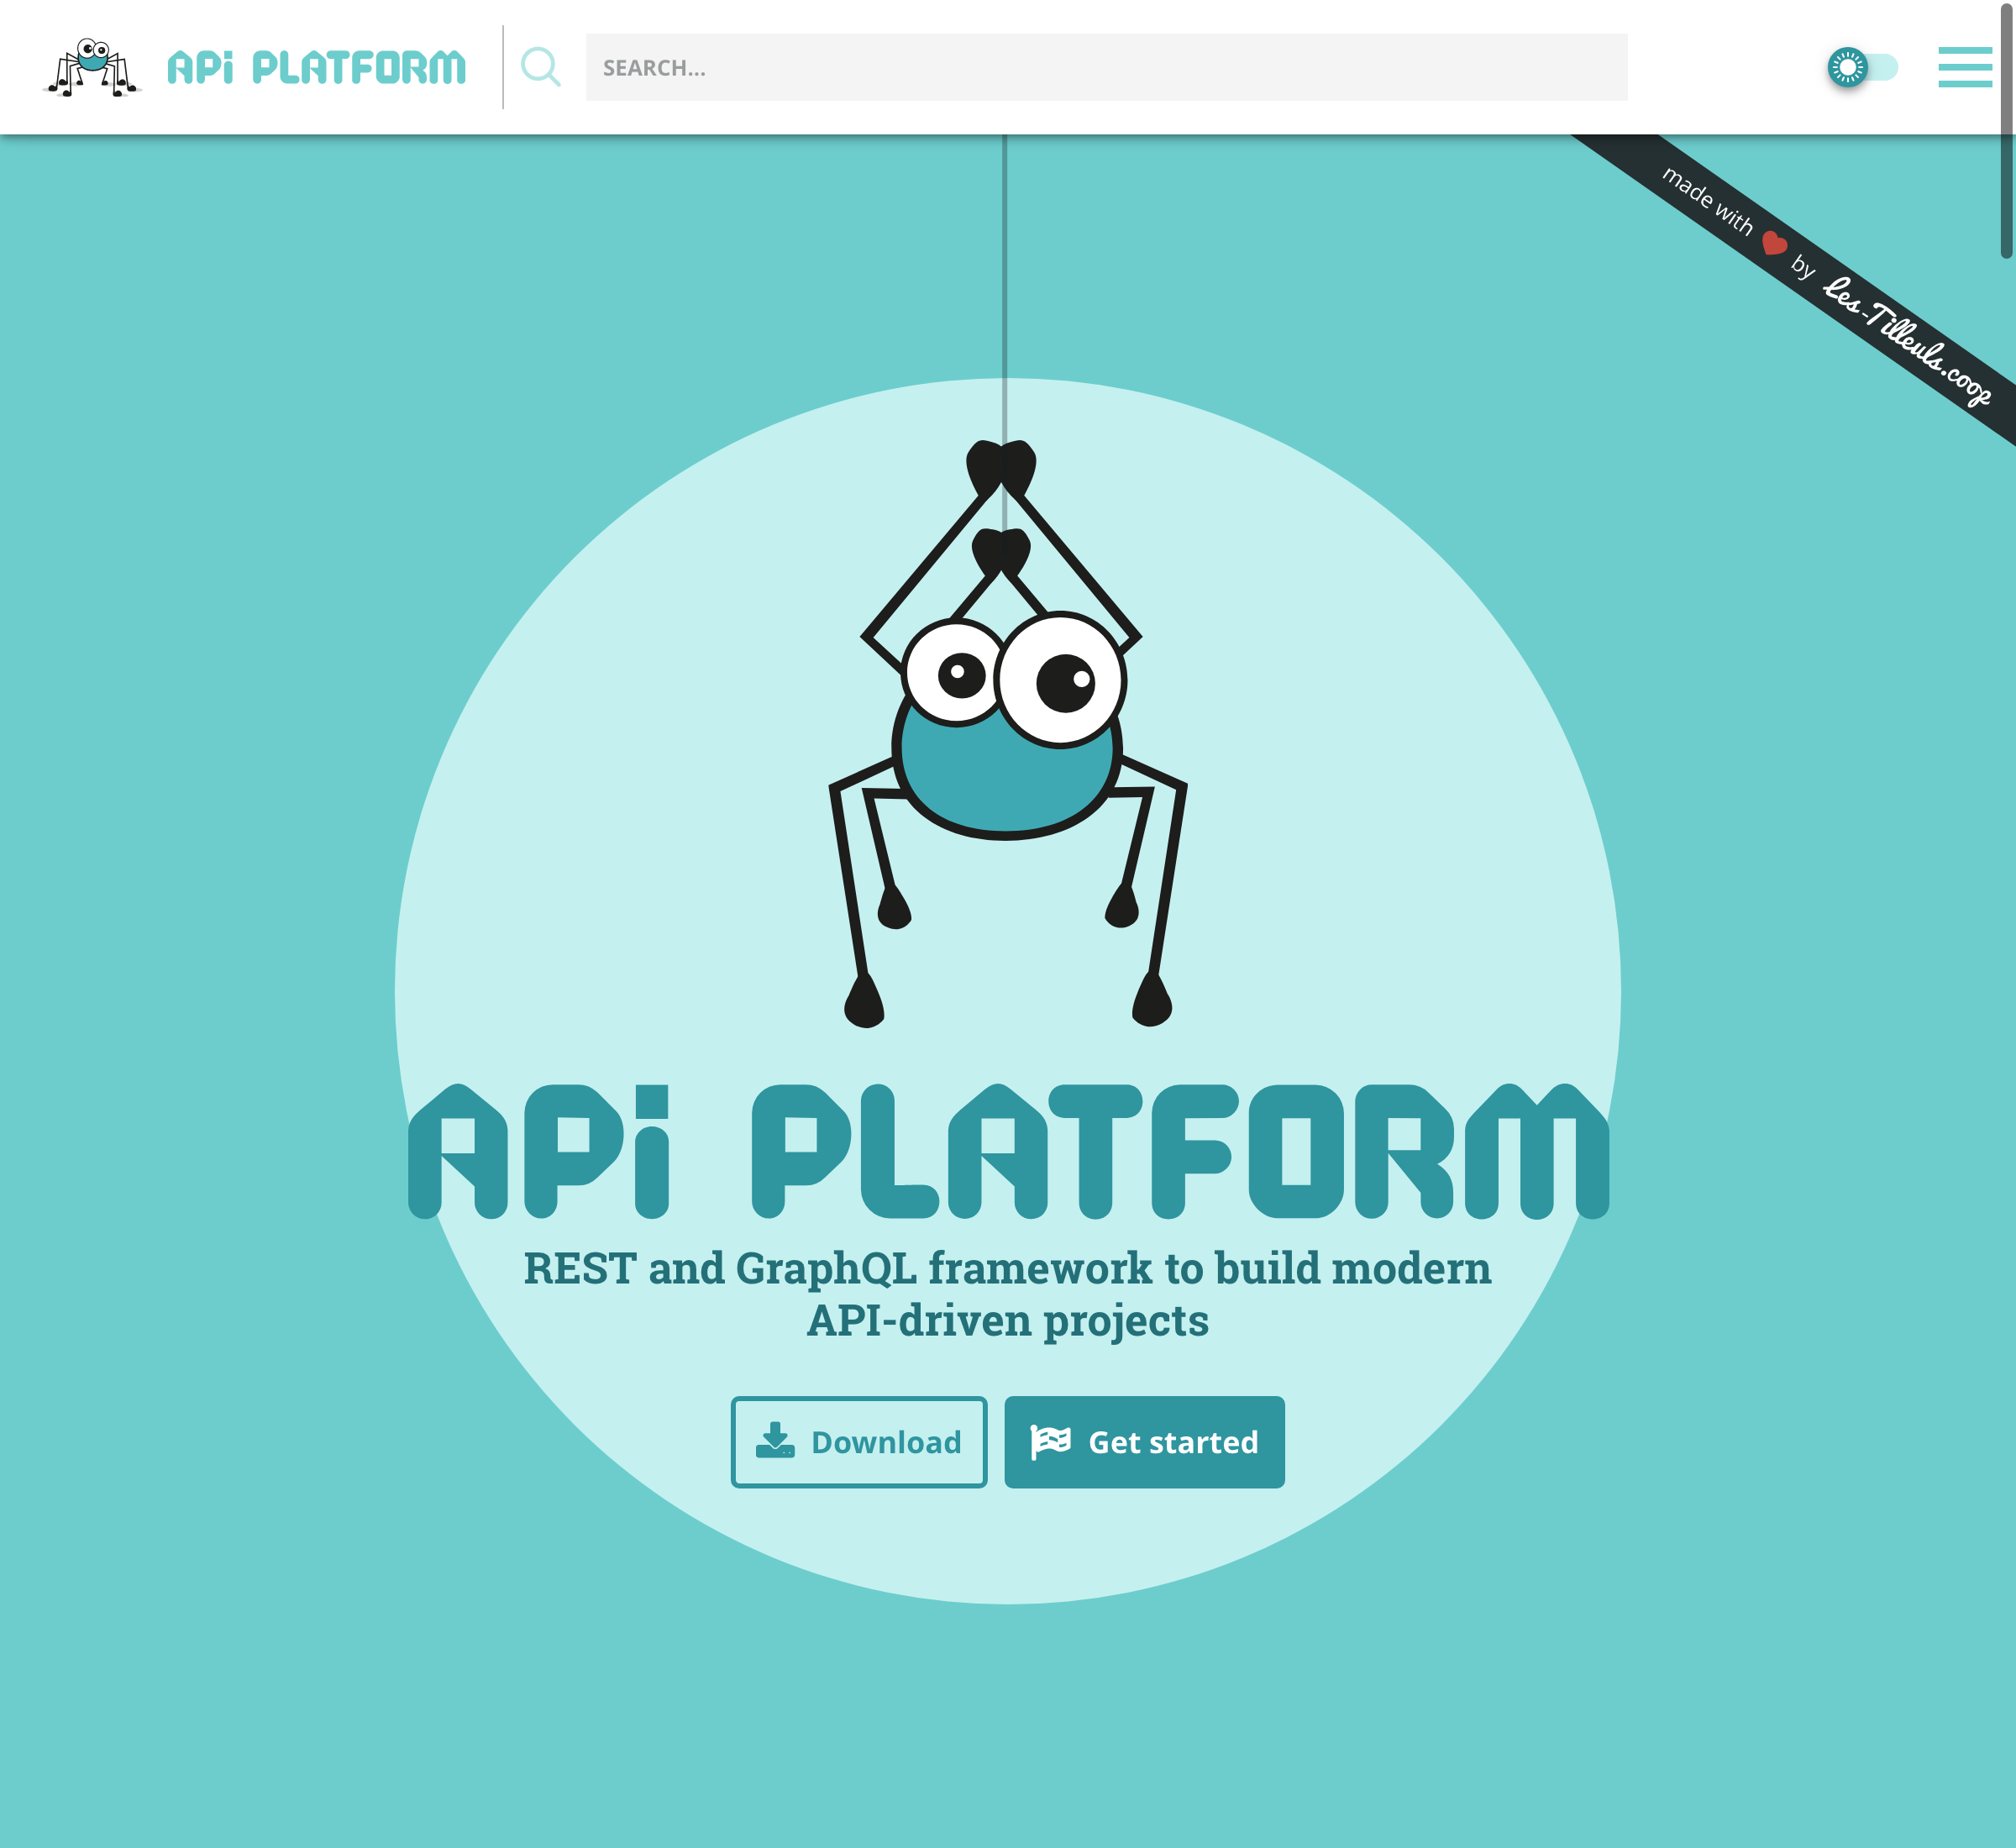 APi PLATFORM
SEARCH...
made with by Les-Tilleuls.coop
APi PLATFORM
REST and GraphQL framework to build modern
API-driven projects
Download
Get started